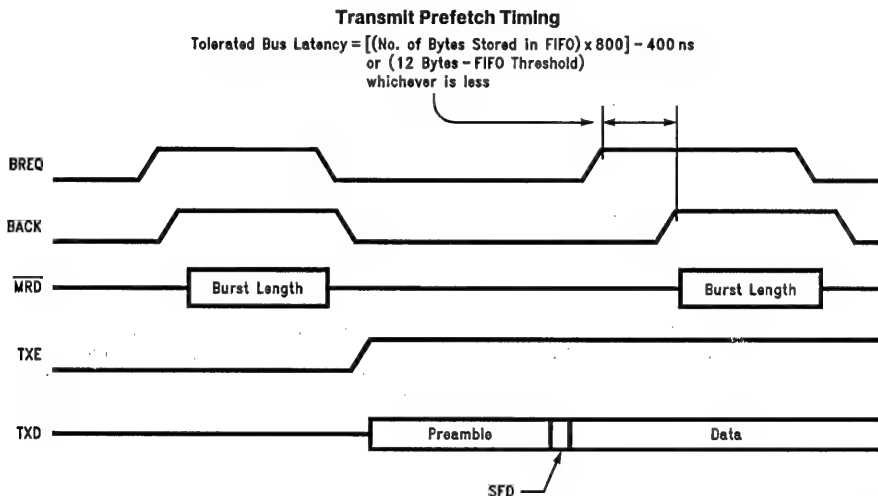 Transmit Prefetch Timing
Tolerated Bus Latency = [(No. of Bytes Stored in FIFO) x 800] - 400 ns
or (12 Bytes - FIFO Threshold)
whichever is less
BREQ
BACK
MRD
Burst Length
Burst Length
TXE
TXD
Preamble
Data
SFD